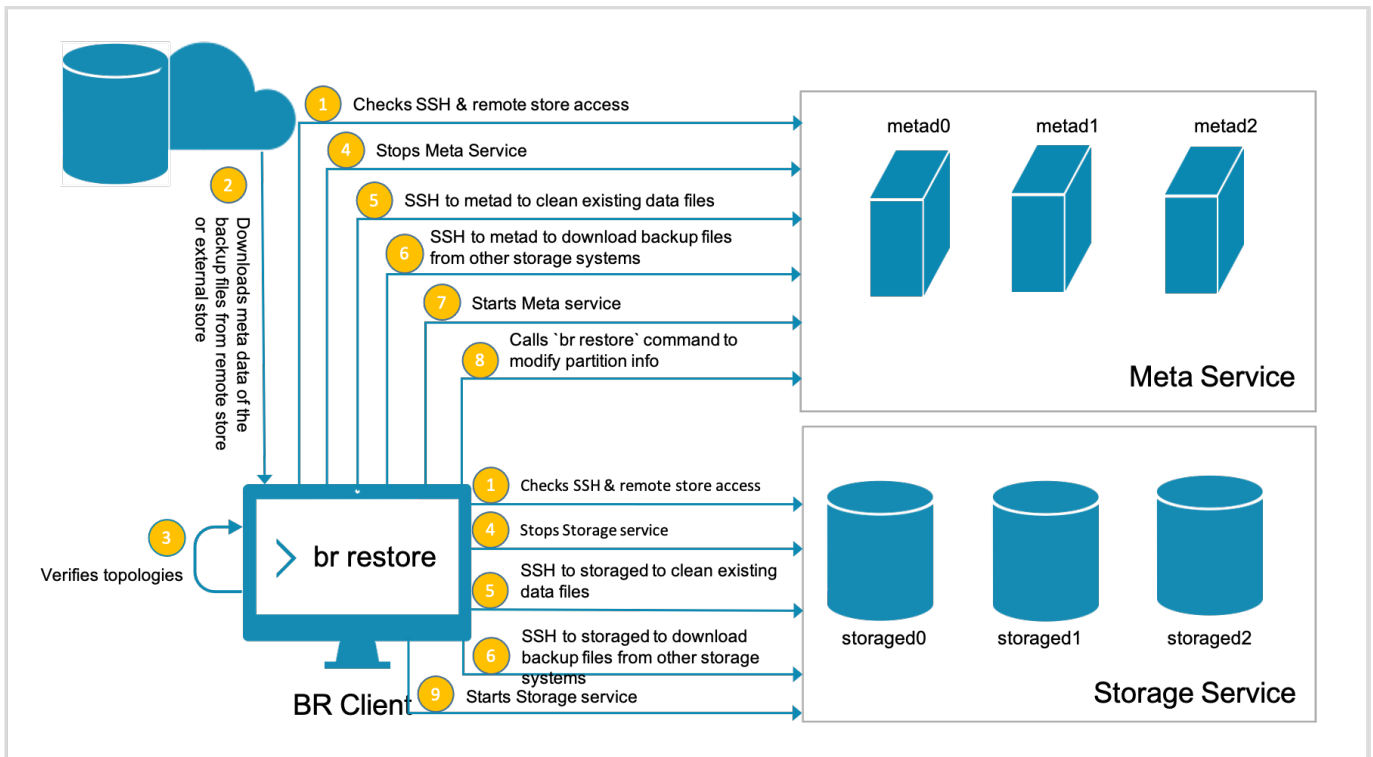 1
Checks SSH & remote store access
4
Stops Meta Service
2
Downloads meta data of the
backup files from remote store
or external store
5
SSH to metad to clean existing data files
6
SSH to metad to download backup files
from other storage systems
7
Starts Meta service
8
Calls `br restore` command to
modify partition info
metad0
metad1
metad2
Meta Service
3
Verifies topologies
br restore
BR Client
1
Checks SSH & remote store access
4
Stops Storage service
5
SSH to storaged to clean existing
data files
6
SSH to storaged to download
backup files from other storage
systems
9
Starts Storage service
storaged0
storaged1
storaged2
Storage Service